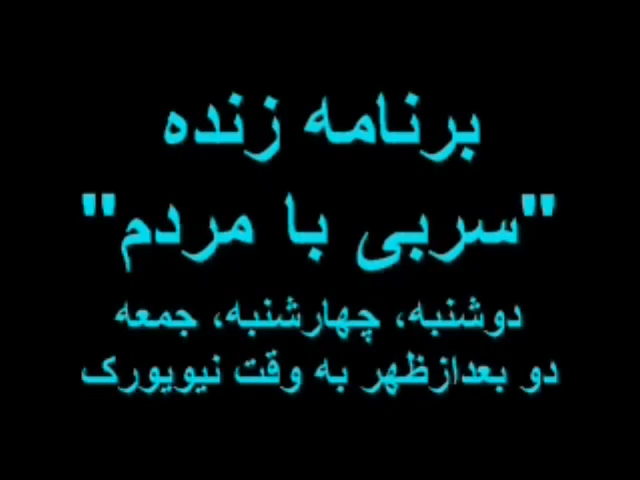 برنامه زنده
"سربی با مردم"
دوشنبه، چهارشنبه، جمعه
دو بعدازظهر به وقت نیویورک